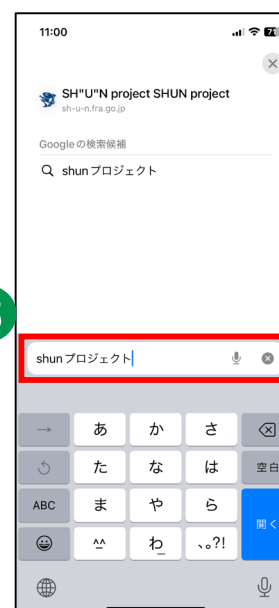 11:00
SH"U"N project SHUN project
sh-u-n.fra.go.jp
Googleの検索候補
shunプロジェクト
shunプロジェクト
→ あ か さ
た な は 空白
ABC ま や ら
^^ わ_ 、。?! 開く